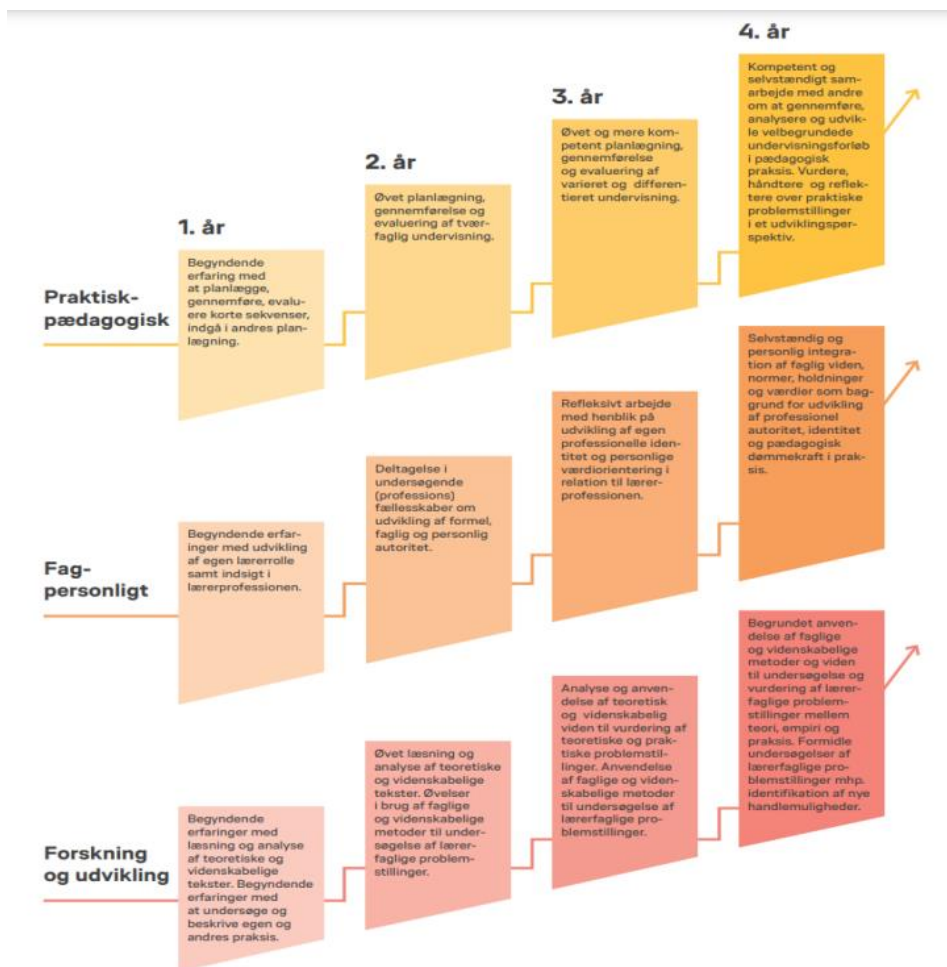 1. år
2. år
3. år
4. år
Praktisk-
pædagogisk
Begyndende
erfaring med
at planlægge,
gennemføre, evalu-
ere korte sekvenser,
indgå i andres plan-
lægning.
Øvet planlægning,
gennemførelse og
evaluering af tvær-
faglig undervisning.
Øvet og mere kom-
petent planlægning,
gennemførelse
og evaluering af
varieret og differen-
tieret undervisning.
Kompetent og
selvstændigt sam-
arbejde med andre
om at gennemføre,
analysere og udvik-
le velbegrundede
undervisningsforløb
i pædagogisk
praksis. Vurdere,
håndtere og reflek-
tere over praktiske
problemstillinger
i et udviklingsper-
spektiv.
Fag-
personligt
Begyndende erfar-
inger med udvikling
af egen lærerrolle
samt indsigt i
lærerprofessionen.
Deltagelse i
undersøgende
(professions)
fællesskaber om
udvikling af formel,
faglig og personlig
autoritet.
Refleksivt arbejde
med henblik på
udvikling af egen
professionelle iden-
titet og personlige
værdiorientering i
relation til lærer-
professionen.
Selvstændig og
personlig integra-
tion af faglig viden,
normer, holdninger
og værdier som bag-
grund for udvikling
af professionel
autoritet, identitet
og pædagogisk
dømmekraft i prak-
sis.
Forskning
og udvikling
Begyndende
erfaringer med
læsning og analyse
af teoretiske og
videnskabelige
tekster. Begyndende
erfaringer med
at undersøge og
beskrive egen og
andres praksis.
Øvet læsning og
analyse af teoretiske
og videnskabelige
tekster. Øvelser
i brug af faglige
og videnskabelige
metoder til under-
søgelse af lærer-
faglige problem-
stillinger.
Analyse og anven-
delse af teoretisk
og videnskabelig
viden til vurdering af
teoretiske og prak-
tiske problemstil-
linger. Anvendelse
af faglige og viden-
skabelige metoder
til undersøgelse af
lærerfaglige pro-
blemstillinger.
Begrundet anven-
delse af faglige
og videnskabelige
metoder og viden
til undersøgelse og
vurdering af lærer-
faglige problem-
stillinger mellem
teori, empiri og
praksis. Formidle
undersøgelser af
lærerfaglige pro-
blemstillinger mhp.
identifikation af nye
handlemuligheder.